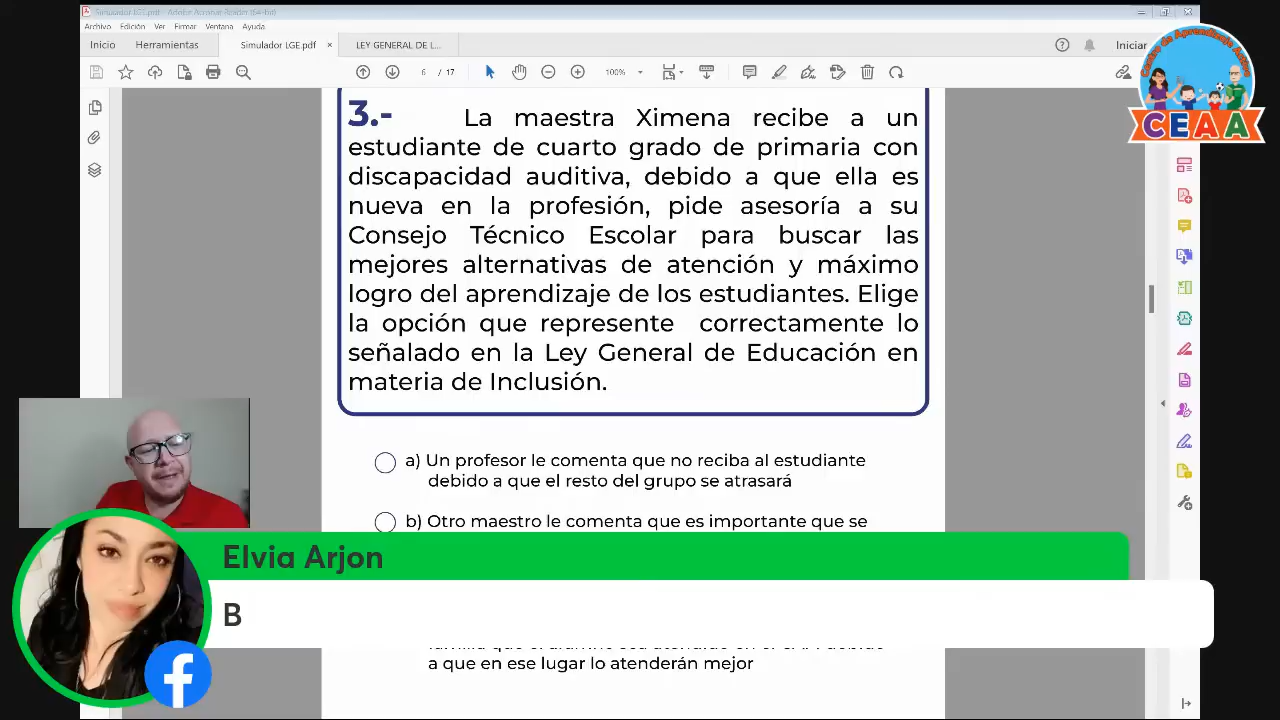 Simulador LGE.pdf - Adobe Acrobat Reader (64-bit)
Archivo Edición Ver Firmar Ventana Ayuda
Inicio Herramientas Simulador LGE.pdf × LEY GENERAL DE L... Iniciar
6 / 17 100%
Centro de Aprendizaje Activo
CEAA
3.- La maestra Ximena recibe a un
estudiante de cuarto grado de primaria con
discapacidad auditiva, debido a que ella es
nueva en la profesión, pide asesoría a su
Consejo Técnico Escolar para buscar las
mejores alternativas de atención y máximo
logro del aprendizaje de los estudiantes. Elige
la opción que represente correctamente lo
señalado en la Ley General de Educación en
materia de Inclusión.
a) Un profesor le comenta que no reciba al estudiante
debido a que el resto del grupo se atrasará
b) Otro maestro le comenta que es importante que se
Elvia Arjon
B
a que en ese lugar lo atenderán mejor